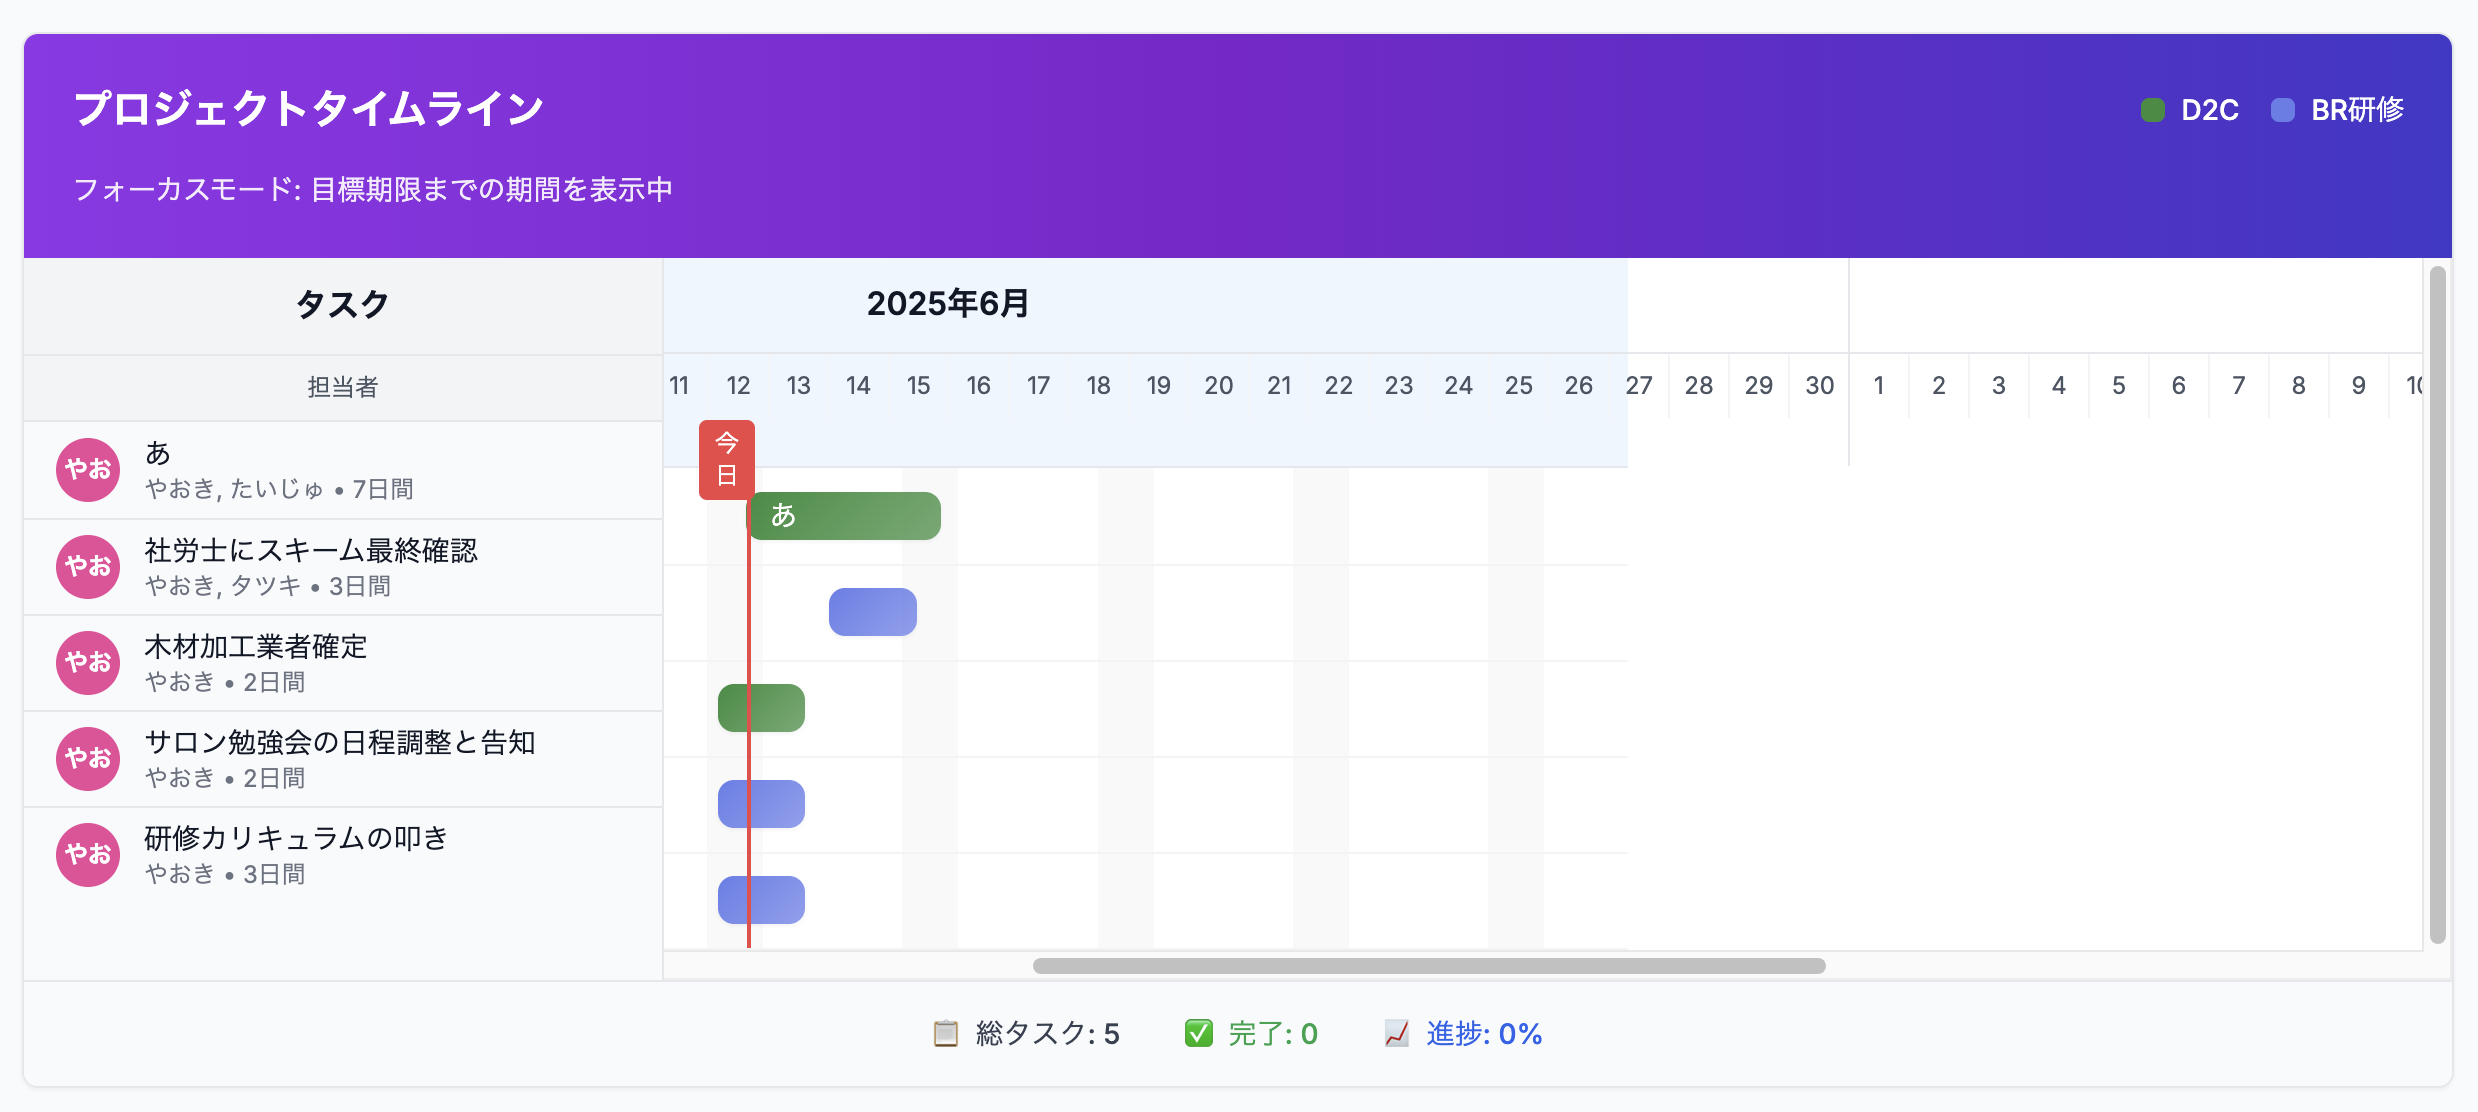 プロジェクトタイムライン
D2C
BR研修
フォーカスモード: 目標期限までの期間を表示中
タスク
2025年6月
担当者
11 12 13 14 15 16 17 18 19 20 21 22 23 24 25 26 27 28 29 30 1 2 3 4 5 6 7 8 9 10
今日
やお
あ
やおき, たいじゅ • 7日間
あ
やお
社労士にスキーム最終確認
やおき, タツキ • 3日間
やお
木材加工業者確定
やおき • 2日間
やお
サロン勉強会の日程調整と告知
やおき • 2日間
やお
研修カリキュラムの叩き
やおき • 3日間
総タスク: 5
完了: 0
進捗: 0%